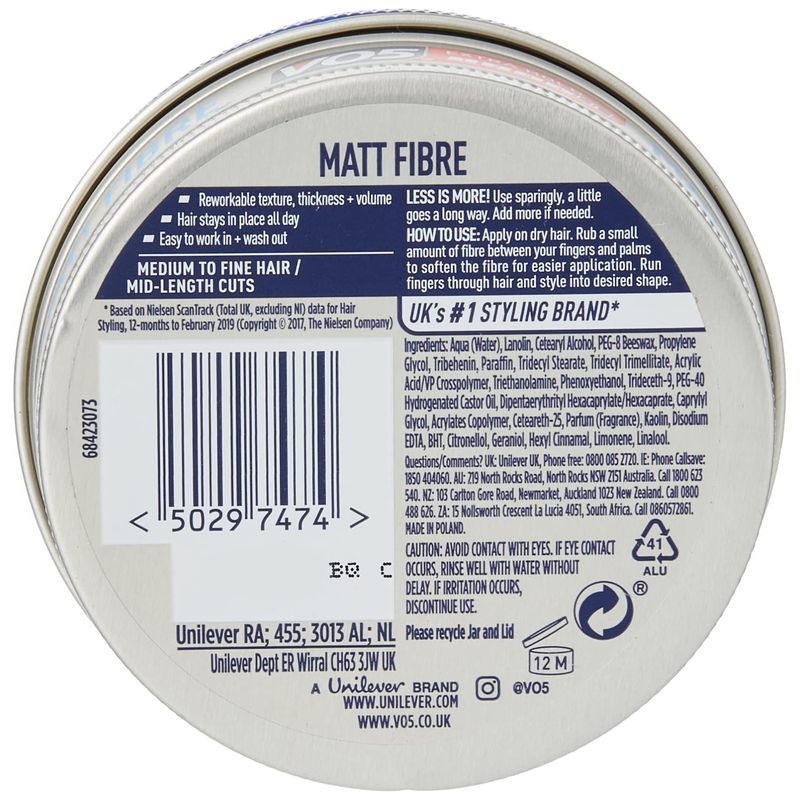 VO5
FIBRE
MATT FIBRE
Reworkable texture, thickness + volume
Hair stays in place all day
Easy to work in + wash out
MEDIUM TO FINE HAIR /
MID-LENGTH CUTS
LESS IS MORE! Use sparingly, a little
goes a long way. Add more if needed.
HOW TO USE: Apply on dry hair. Rub a small
amount of fibre between your fingers and palms
to soften the fibre for easier application. Run
fingers through hair and style into desired shape.
* Based on Nielsen ScanTrack (Total UK, excluding NI) data for Hair
Styling, 12-months to February 2019 (Copyright © 2017, The Nielsen Company)
UK's #1 STYLING BRAND*
Ingredients: Aqua (Water), Lanolin, Cetearyl Alcohol, PEG-8 Beeswax, Propylene
Glycol, Tribehenin, Paraffin, Tridecyl Stearate, Tridecyl Trimellitate, Acrylic
Acid/VP Crosspolymer, Triethanolamine, Phenoxyethanol, Trideceth-9, PEG-40
Hydrogenated Castor Oil, Dipentaerythrityl Hexacaprylate/Hexacaprate, Caprylyl
Glycol, Acrylates Copolymer, Ceteareth-25, Parfum (Fragrance), Kaolin, Disodium
EDTA, BHT, Citronellol, Geraniol, Hexyl Cinnamal, Limonene, Linalool.
Questions/Comments? UK: Unilever UK, Phone free: 0800 085 2720. IE: Phone Callsave:
1850 404060. AU: 219 North Rocks Road, North Rocks NSW 2151 Australia. Call 1800 623
540. NZ: 103 Carlton Gore Road, Newmarket, Auckland 1023 New Zealand. Call 0800
488 626. ZA: 15 Nollsworth Crescent La Lucia 4051, South Africa. Call 0860572861.
MADE IN POLAND.
CAUTION: AVOID CONTACT WITH EYES. IF EYE CONTACT
OCCURS, RINSE WELL WITH WATER WITHOUT
DELAY. IF IRRITATION OCCURS,
DISCONTINUE USE.
41
ALU
68423073
< 5029 7474 >
BQ C
Unilever RA; 455; 3013 AL; NL
Unilever Dept ER Wirral CH63 3JW UK
Please recycle Jar and Lid
®
12 M
A Unilever BRAND
@VO5
WWW.UNILEVER.COM
WWW.VO5.CO.UK